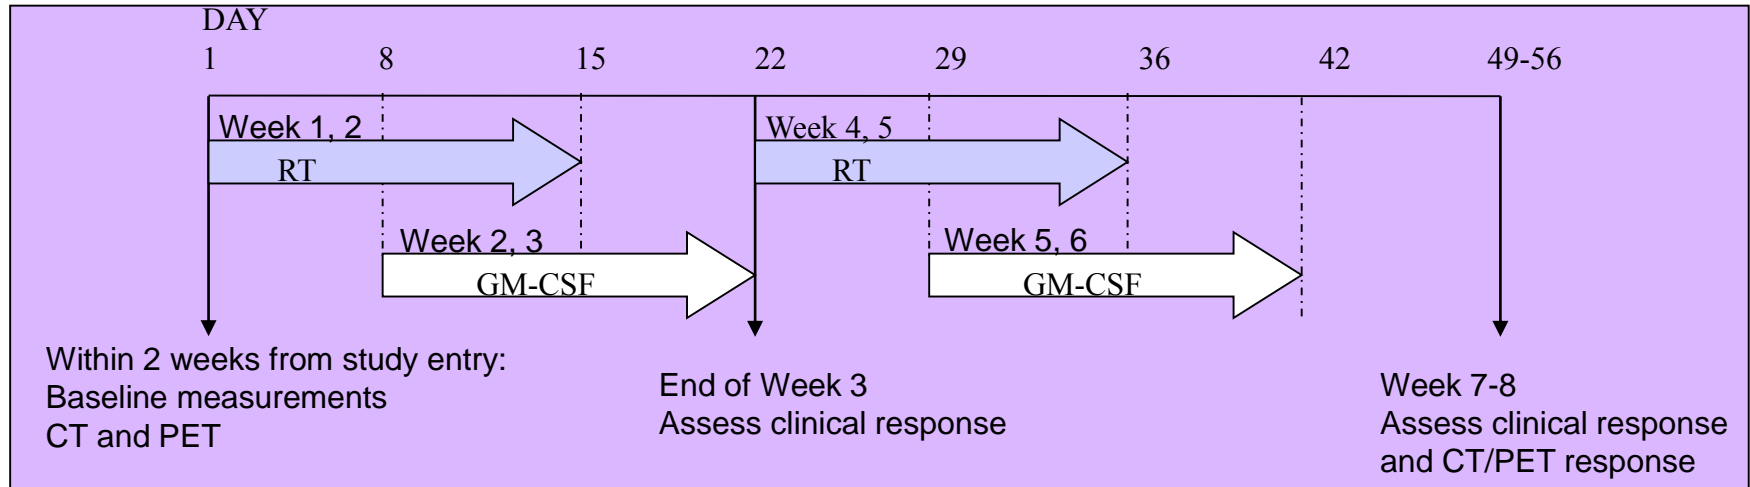 DAY
1 8 15 22 29 36 42 49-56
Week 1, 2 Week 4, 5
RT RT
Week 2, 3 Week 5, 6
GM-CSF GM-CSF
Within 2 weeks from study entry:
Baseline measurements
CT and PET
End of Week 3
Assess clinical response
Week 7-8
Assess clinical response
and CT/PET response